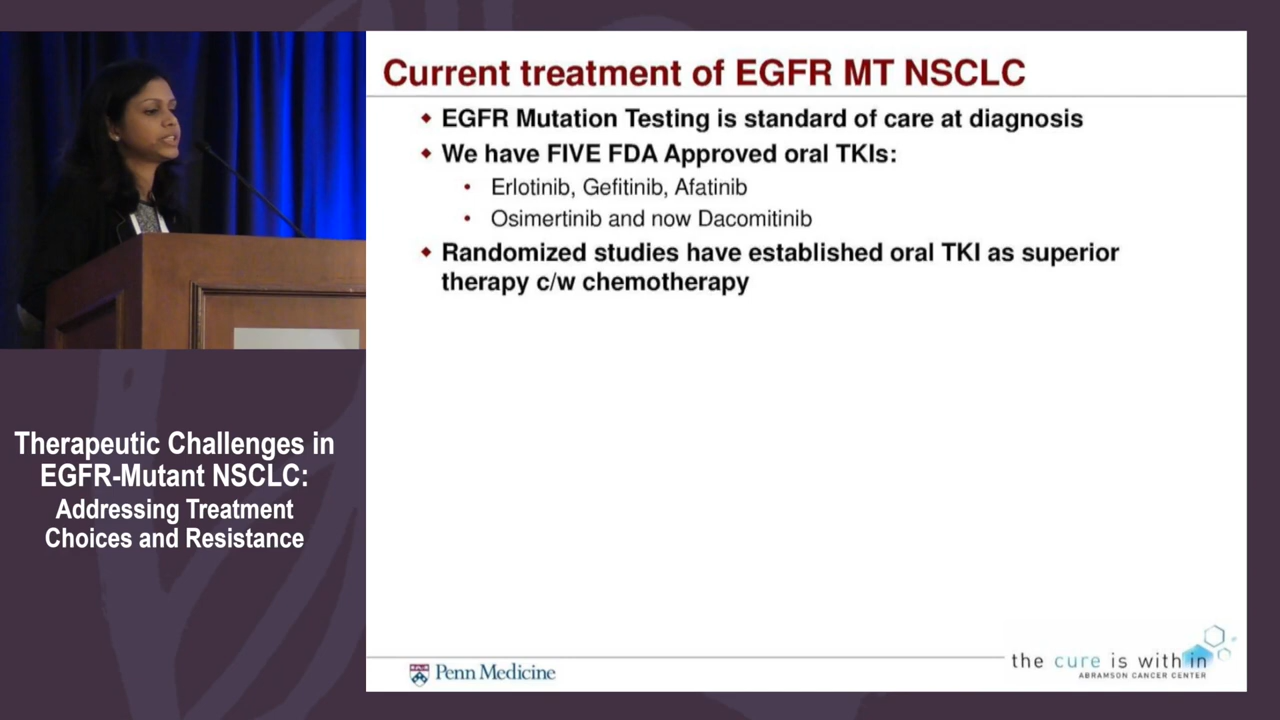 Current treatment of EGFR MT NSCLC
EGFR Mutation Testing is standard of care at diagnosis
We have FIVE FDA Approved oral TKIs:
Erlotinib, Gefitinib, Afatinib
Osimertinib and now Dacomitinib
Randomized studies have established oral TKI as superior
therapy c/w chemotherapy
Therapeutic Challenges in
EGFR-Mutant NSCLC:
Addressing Treatment
Choices and Resistance
Penn Medicine
the cure is within
ABRAMSON CANCER CENTER